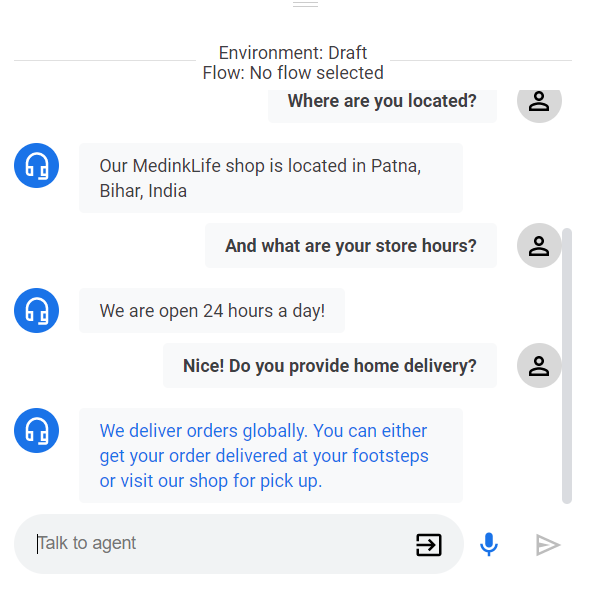 Environment: Draft
Flow: No flow selected
Where are you located?
Our MedinkLife shop is located in Patna,
Bihar, India
And what are your store hours?
We are open 24 hours a day!
Nice! Do you provide home delivery?
We deliver orders globally. You can either
get your order delivered at your footsteps
or visit our shop for pick up.
Talk to agent